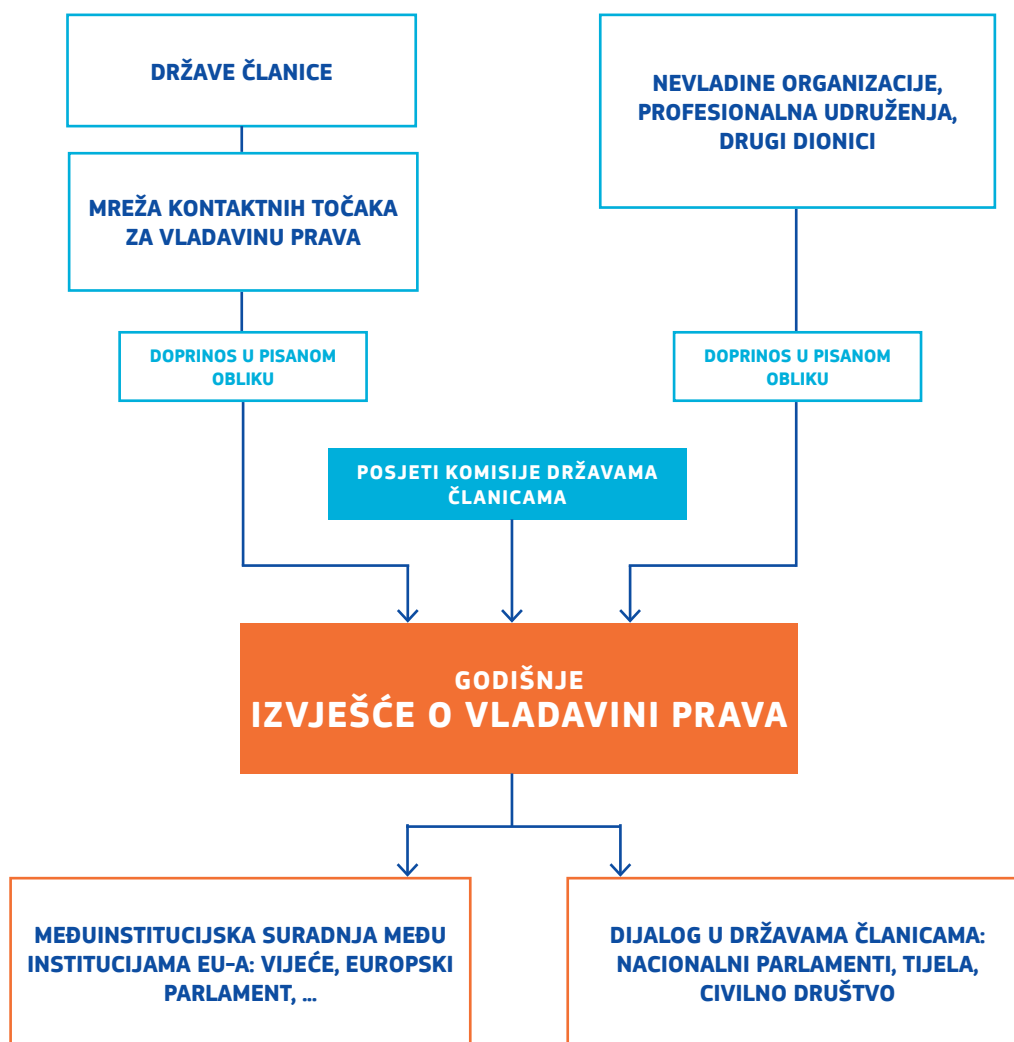 DRŽAVE ČLANICE
NEVLADINE ORGANIZACIJE,
PROFESIONALNA UDRUŽENJA,
DRUGI DIONICI
MREŽA KONTAKTNIH TOČAKA
ZA VLADAVINU PRAVA
DOPRINOS U PISANOM
OBLIKU
DOPRINOS U PISANOM
OBLIKU
POSJETI KOMISIJE DRŽAVAMA
ČLANICAMA
GODIŠNJE
IZVJEŠĆE O VLADAVINI PRAVA
MEĐUINSTITUCIJSKA SURADNJA MEĐU
INSTITUCIJAMA EU-A: VIJEĆE, EUROPSKI
PARLAMENT, ...
DIJALOG U DRŽAVAMA ČLANICAMA:
NACIONALNI PARLAMENTI, TIJELA,
CIVILNO DRUŠTVO